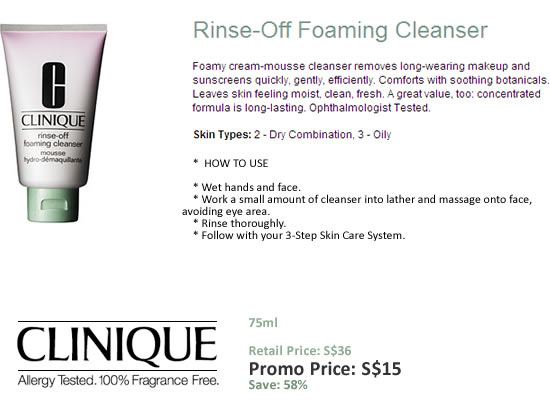 Rinse-Off Foaming Cleanser
C
CLINIQUE
rinse-off
foaming cleanser
mousse
hydro-démaquillante
Foamy cream-mousse cleanser removes long-wearing makeup and
sunscreens quickly, gently, efficiently. Comforts with soothing botanicals.
Leaves skin feeling moist, clean, fresh. A great value, too: concentrated
formula is long-lasting. Ophthalmologist Tested.
Skin Types: 2 - Dry Combination, 3 - Oily
* HOW TO USE
* Wet hands and face.
* Work a small amount of cleanser into lather and massage onto face,
avoiding eye area.
* Rinse thoroughly.
* Follow with your 3-Step Skin Care System.
CLINIQUE
Allergy Tested. 100% Fragrance Free.
75ml
Retail Price: S$36
Promo Price: S$15
Save: 58%